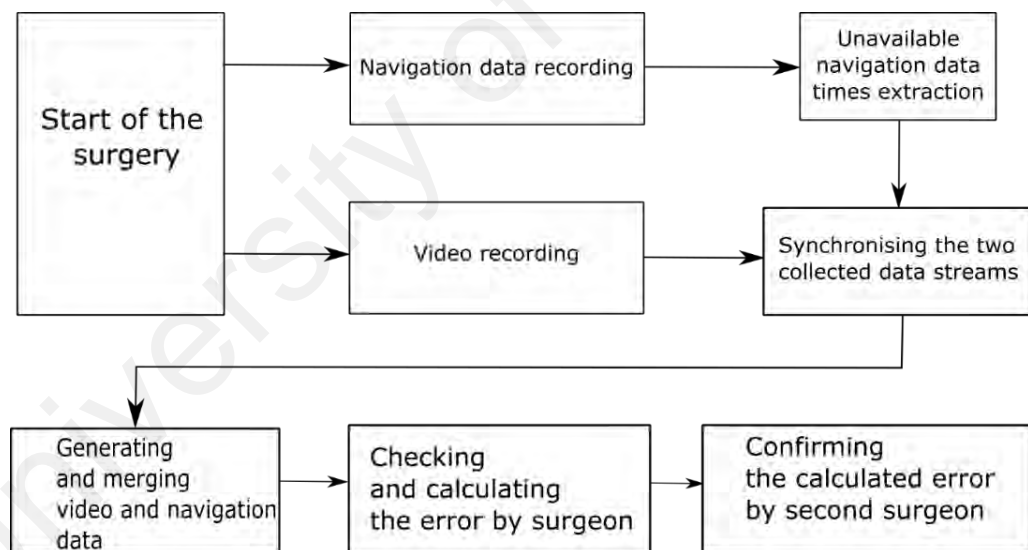 Start of the
surgery
Navigation data recording
Unavailable
navigation data
times extraction
Video recording
Synchronising the two
collected data streams
Generating
and merging
video and navigation
data
Checking
and calculating
the error by surgeon
Confirming
the calculated error
by second surgeon
University of